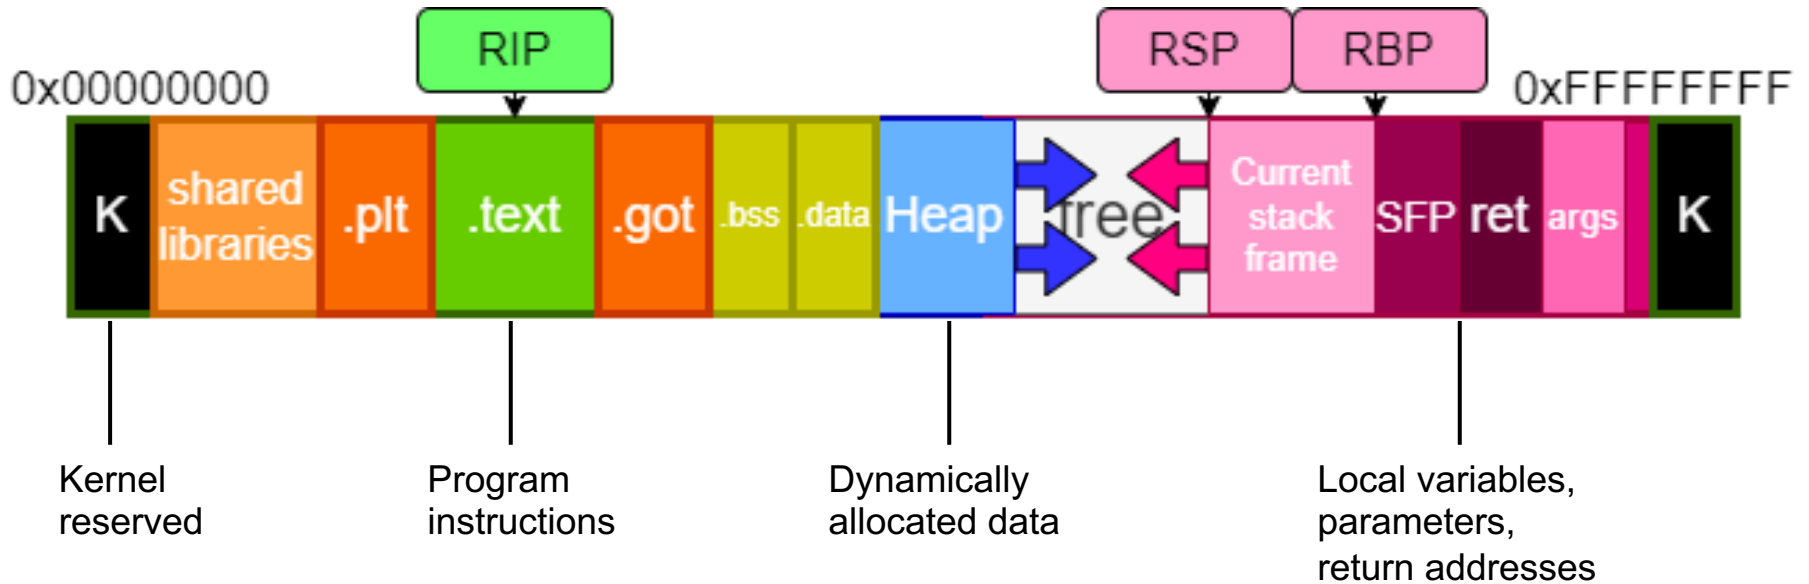 RIP
RSP
RBP
0x00000000
0xFFFFFFFF
K
shared
libraries
.plt
.text
.got
.bss
.data
Heap
free
Current
stack
frame
SFP
ret
args
K
Kernel
reserved
Program
instructions
Dynamically
allocated data
Local variables,
parameters,
return addresses